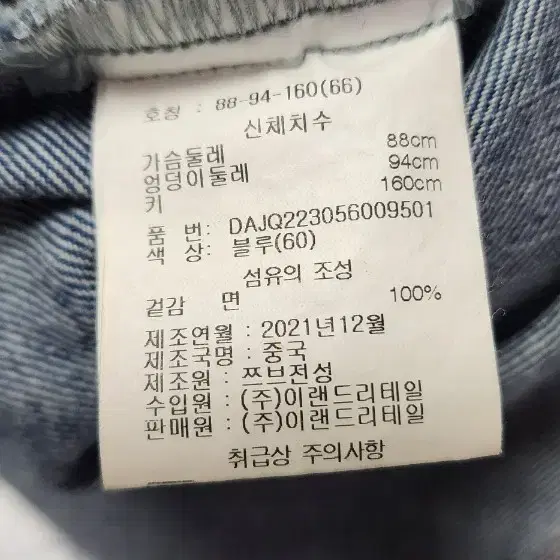 호칭 : 88-94-160(66)
신체치수
가슴둘레 88cm
엉덩이둘레 94cm
키 160cm
품 번: DAJQ223056009501
색 상: 블루(60)
섬유의 조성
겉감 면 100%
제조연월 : 2021년12월
제조국명 : 중국
제조원 : 쯔브전성
수입원 : (주)이랜드리테일
판매원 : (주)이랜드리테일
취급상 주의사항